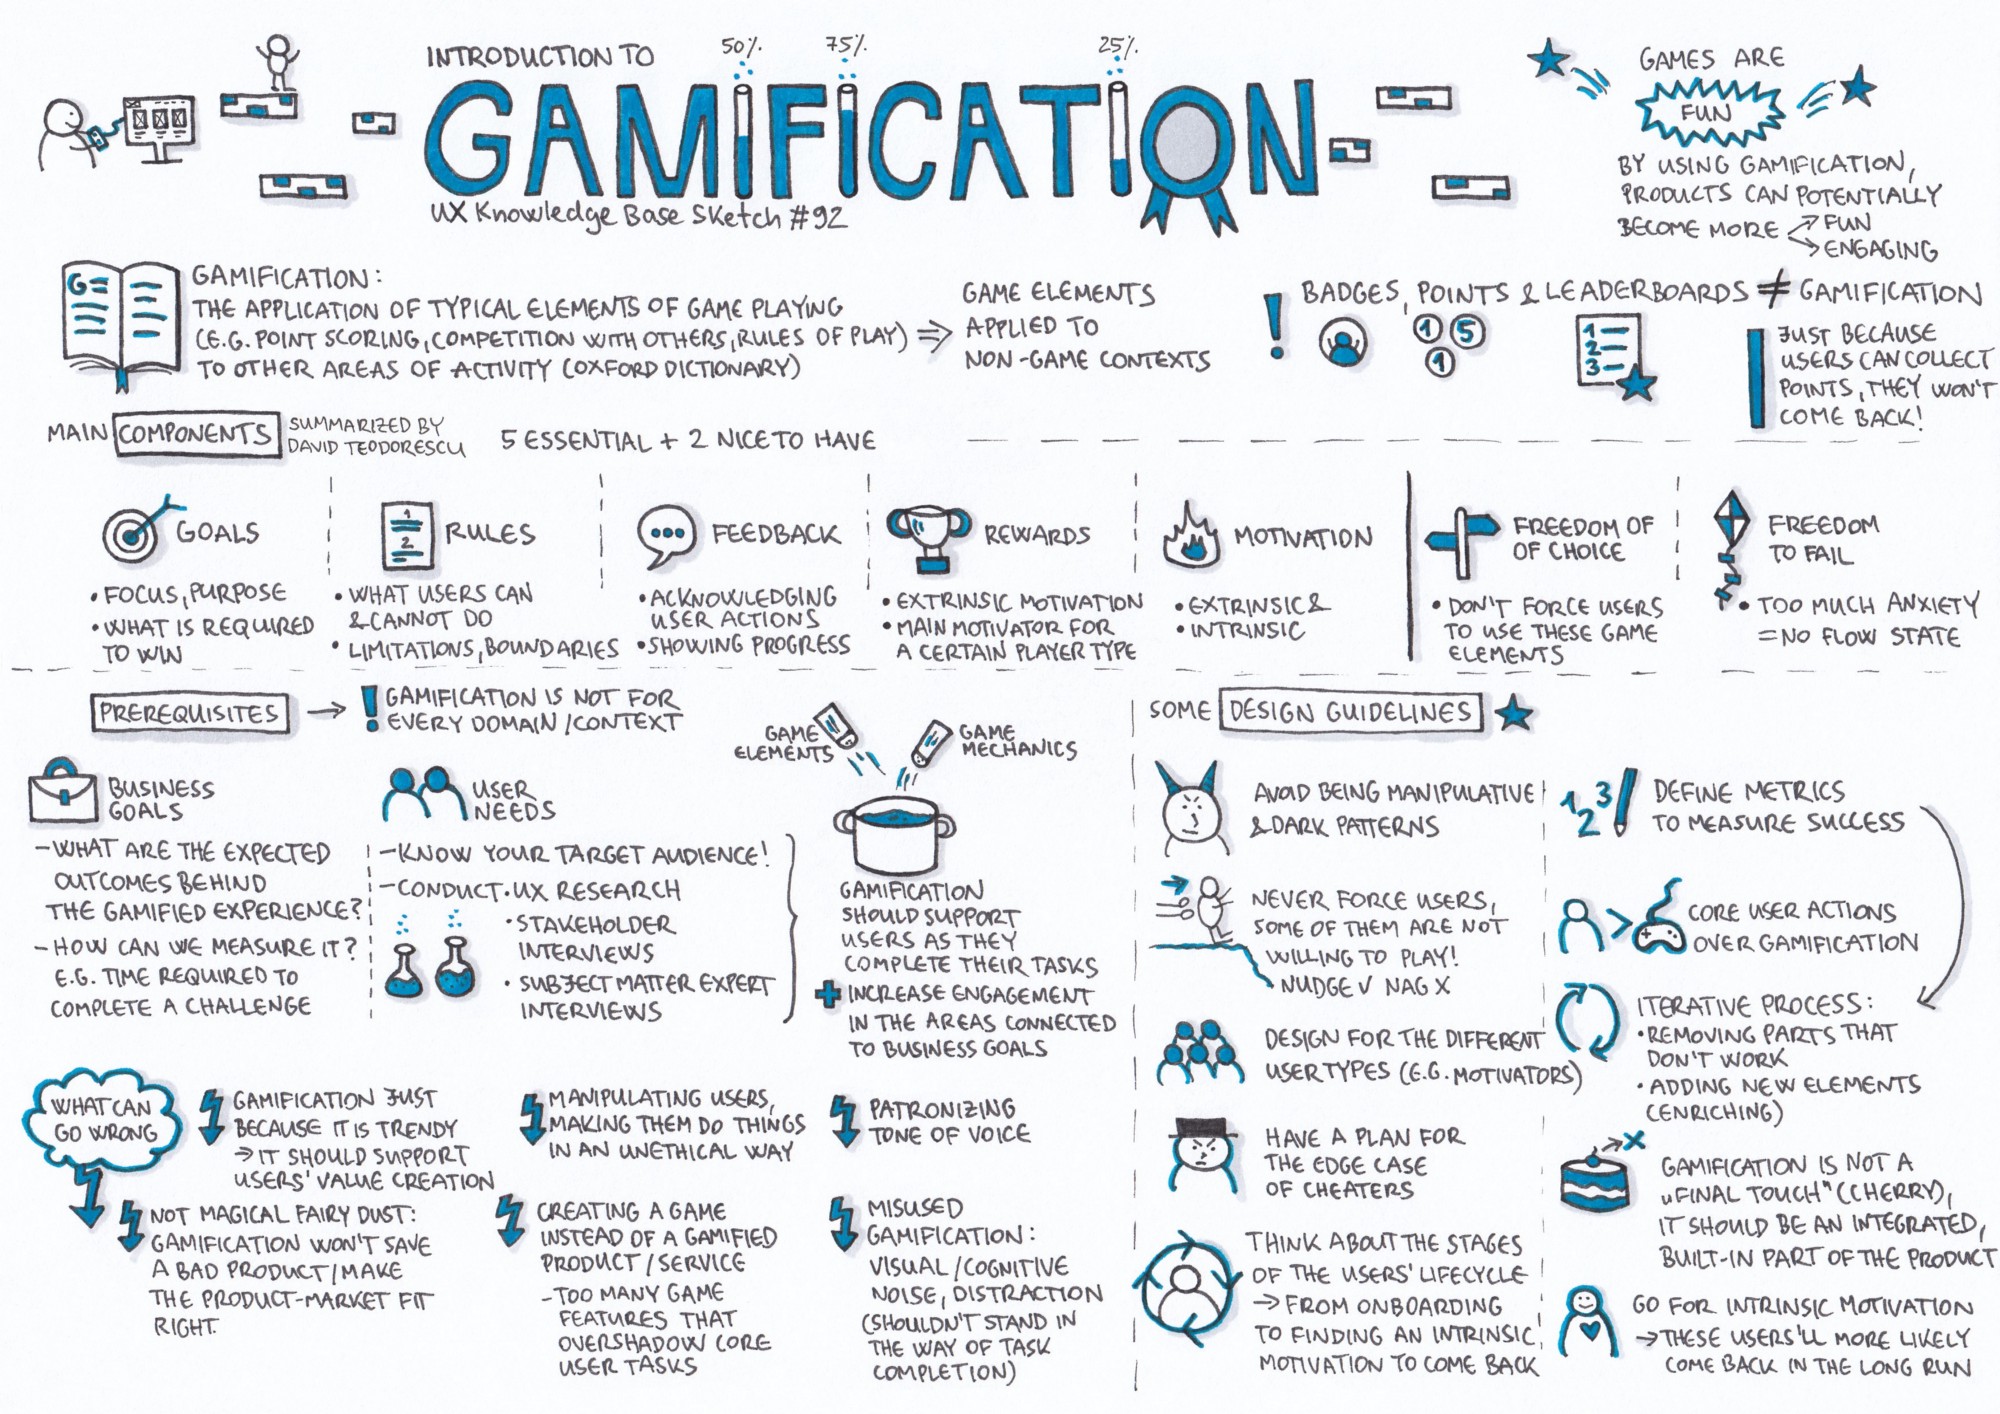 INTRODUCTION TO
50%. 75%. 25%.
GAMIFICATION
UX Knowledge Base Sketch #92
GAMES ARE
FUN
BY USING GAMIFICATION,
PRODUCTS CAN POTENTIALLY
BECOME MORE → FUN
→ ENGAGING
G=
GAMIFICATION:
THE APPLICATION OF TYPICAL ELEMENTS OF GAME PLAYING
(E.G. POINT SCORING, COMPETITION WITH OTHERS, RULES OF PLAY) ⇒
TO OTHER AREAS OF ACTIVITY (OXFORD DICTIONARY)
GAME ELEMENTS
APPLIED TO
NON-GAME CONTEXTS
! BADGES, POINTS & LEADERBOARDS ≠ GAMIFICATION
1 5
1
1
2
3
JUST BECAUSE
USERS CAN COLLECT
POINTS, THEY WON'T
COME BACK!
MAIN COMPONENTS
SUMMARIZED BY
DAVID TEODORESCU
5 ESSENTIAL + 2 NICE TO HAVE
GOALS
• FOCUS, PURPOSE
• WHAT IS REQUIRED
TO WIN
1
2
RULES
• WHAT USERS CAN
& CANNOT DO
• LIMITATIONS, BOUNDARIES
FEEDBACK
• ACKNOWLEDGING
USER ACTIONS
• SHOWING PROGRESS
REWARDS
• EXTRINSIC MOTIVATION
• MAIN MOTIVATOR FOR
A CERTAIN PLAYER TYPE
MOTIVATION
• EXTRINSIC &
• INTRINSIC
FREEDOM OF
OF CHOICE
• DON'T FORCE USERS
TO USE THESE GAME
ELEMENTS
FREEDOM
TO FAIL
• TOO MUCH ANXIETY
= NO FLOW STATE
PREREQUISITES →
! GAMIFICATION IS NOT FOR
EVERY DOMAIN / CONTEXT
BUSINESS
GOALS
– WHAT ARE THE EXPECTED
OUTCOMES BEHIND
THE GAMIFIED EXPERIENCE?
– HOW CAN WE MEASURE IT?
E.G. TIME REQUIRED TO
COMPLETE A CHALLENGE
USER
NEEDS
– KNOW YOUR TARGET AUDIENCE!
– CONDUCT UX RESEARCH
• STAKEHOLDER
INTERVIEWS
• SUBJECT MATTER EXPERT
INTERVIEWS
GAME
ELEMENTS
GAME
MECHANICS
GAMIFICATION
SHOULD SUPPORT
USERS AS THEY
COMPLETE THEIR TASKS
+ INCREASE ENGAGEMENT
IN THE AREAS CONNECTED
TO BUSINESS GOALS
WHAT CAN
GO WRONG
GAMIFICATION JUST
BECAUSE IT IS TRENDY
→ IT SHOULD SUPPORT
USERS' VALUE CREATION
MANIPULATING USERS,
MAKING THEM DO THINGS
IN AN UNETHICAL WAY
PATRONIZING
TONE OF VOICE
NOT MAGICAL FAIRY DUST:
GAMIFICATION WON'T SAVE
A BAD PRODUCT / MAKE
THE PRODUCT-MARKET FIT
RIGHT.
CREATING A GAME
INSTEAD OF A GAMIFIED
PRODUCT / SERVICE
– TOO MANY GAME
FEATURES THAT
OVERSHADOW CORE
USER TASKS
MISUSED
GAMIFICATION:
VISUAL / COGNITIVE
NOISE, DISTRACTION
(SHOULDN'T STAND IN
THE WAY OF TASK
COMPLETION)
SOME DESIGN GUIDELINES
AVOID BEING MANIPULATIVE
& DARK PATTERNS
NEVER FORCE USERS,
SOME OF THEM ARE NOT
WILLING TO PLAY!
NUDGE ✓ NAG X
DESIGN FOR THE DIFFERENT
USER TYPES (E.G. MOTIVATORS)
HAVE A PLAN FOR
THE EDGE CASE
OF CHEATERS
THINK ABOUT THE STAGES
OF THE USERS' LIFECYCLE
→ FROM ONBOARDING
TO FINDING AN INTRINSIC
MOTIVATION TO COME BACK
1 2 3
DEFINE METRICS
TO MEASURE SUCCESS
>
CORE USER ACTIONS
OVER GAMIFICATION
ITERATIVE PROCESS:
• REMOVING PARTS THAT
DON'T WORK
• ADDING NEW ELEMENTS
(ENRICHING)
GAMIFICATION IS NOT A
„FINAL TOUCH" (CHERRY),
IT SHOULD BE AN INTEGRATED,
BUILT-IN PART OF THE PRODUCT
GO FOR INTRINSIC MOTIVATION
→ THESE USERS'LL MORE LIKELY
COME BACK IN THE LONG RUN